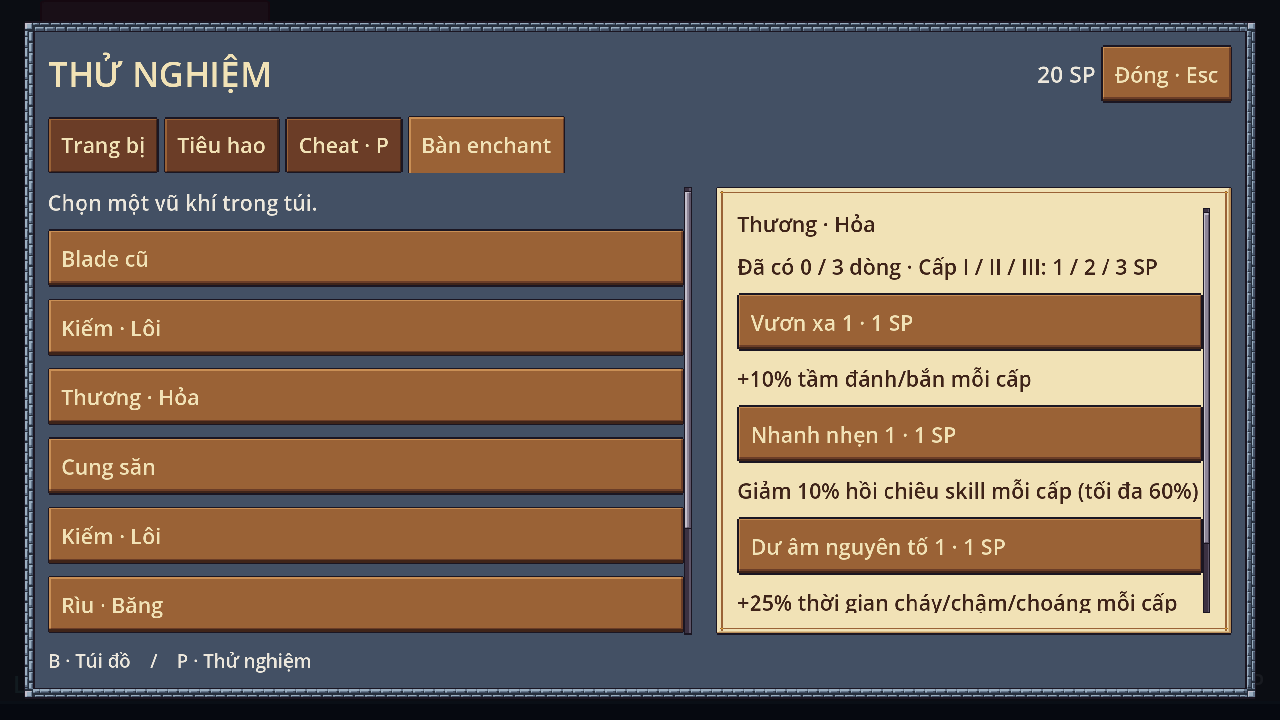 THỬ NGHIỆM
20 SP
Đóng · Esc
Trang bị
Tiêu hao
Cheat · P
Bàn enchant
Chọn một vũ khí trong túi.
Blade cũ
Kiếm · Lôi
Thương · Hỏa
Cung săn
Kiếm · Lôi
Rìu · Băng
Thương · Hỏa
Đã có 0 / 3 dòng · Cấp I / II / III: 1 / 2 / 3 SP
Vươn xa 1 · 1 SP
+10% tầm đánh/bắn mỗi cấp
Nhanh nhẹn 1 · 1 SP
Giảm 10% hồi chiêu skill mỗi cấp (tối đa 60%)
Dư âm nguyên tố 1 · 1 SP
+25% thời gian cháy/chậm/choáng mỗi cấp
B · Túi đồ / P · Thử nghiệm